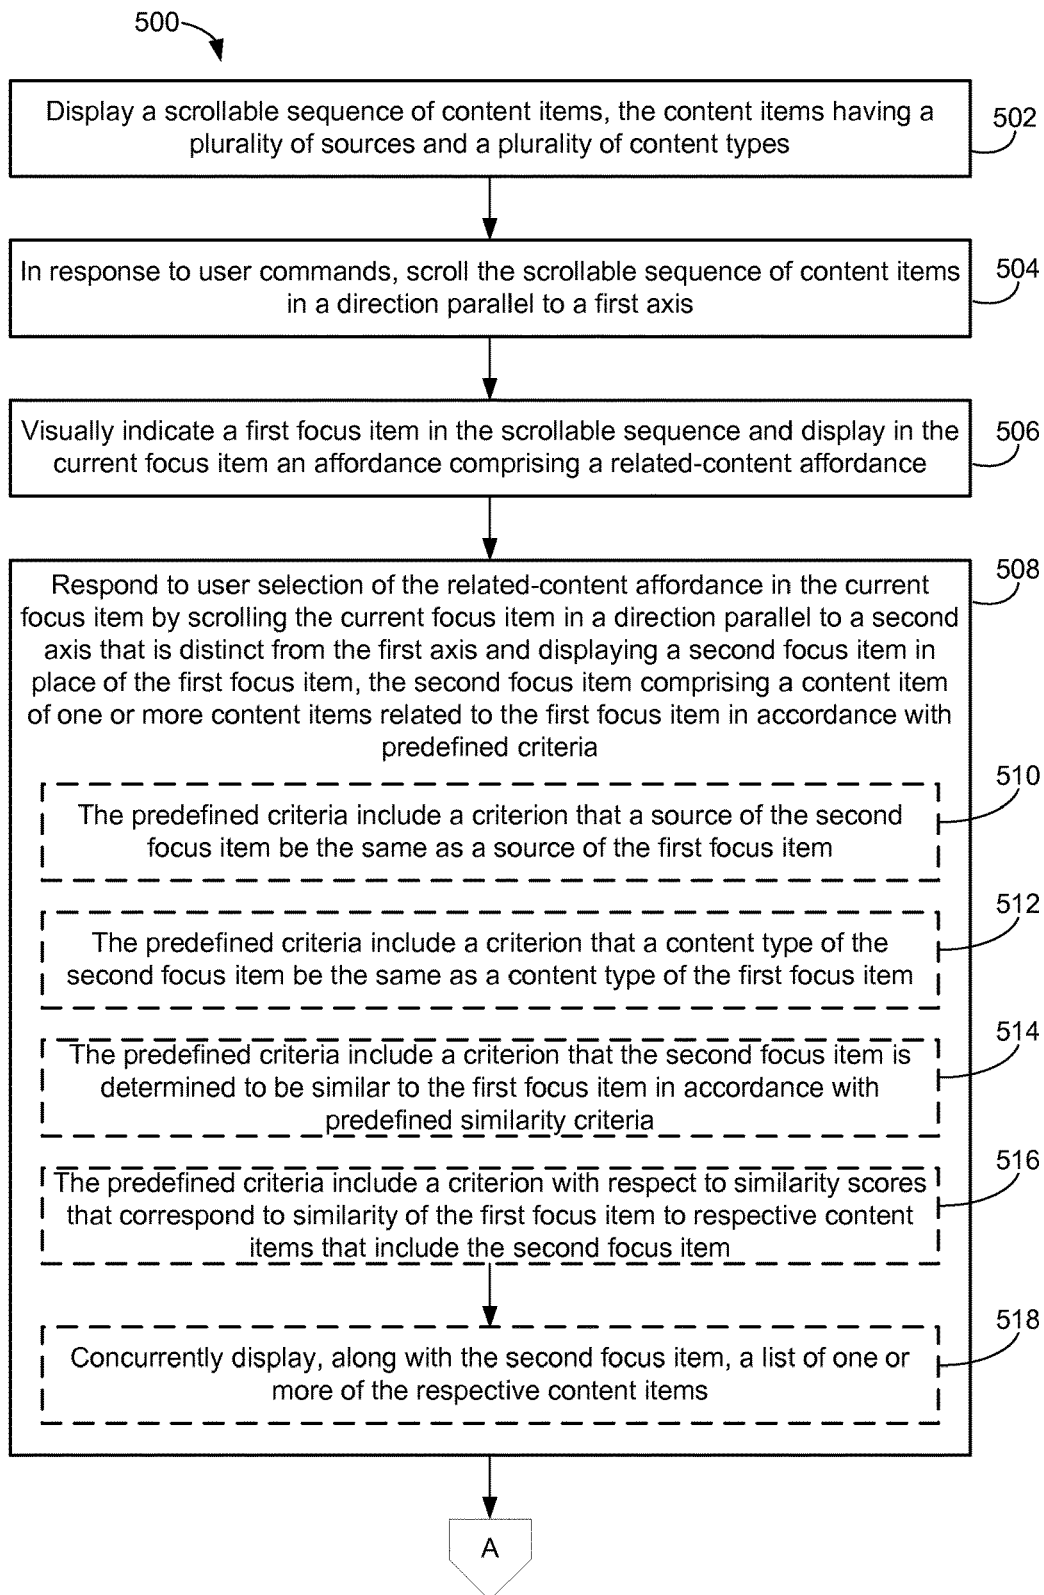 500
Display a scrollable sequence of content items, the content items having a
plurality of sources and a plurality of content types
502
In response to user commands, scroll the scrollable sequence of content items
in a direction parallel to a first axis
504
Visually indicate a first focus item in the scrollable sequence and display in the
current focus item an affordance comprising a related-content affordance
506
Respond to user selection of the related-content affordance in the current
focus item by scrolling the current focus item in a direction parallel to a second
axis that is distinct from the first axis and displaying a second focus item in
place of the first focus item, the second focus item comprising a content item
of one or more content items related to the first focus item in accordance with
predefined criteria
508
The predefined criteria include a criterion that a source of the second
focus item be the same as a source of the first focus item
510
The predefined criteria include a criterion that a content type of the
second focus item be the same as a content type of the first focus item
512
The predefined criteria include a criterion that the second focus item is
determined to be similar to the first focus item in accordance with
predefined similarity criteria
514
The predefined criteria include a criterion with respect to similarity scores
that correspond to similarity of the first focus item to respective content
items that include the second focus item
516
Concurrently display, along with the second focus item, a list of one or
more of the respective content items
518
A